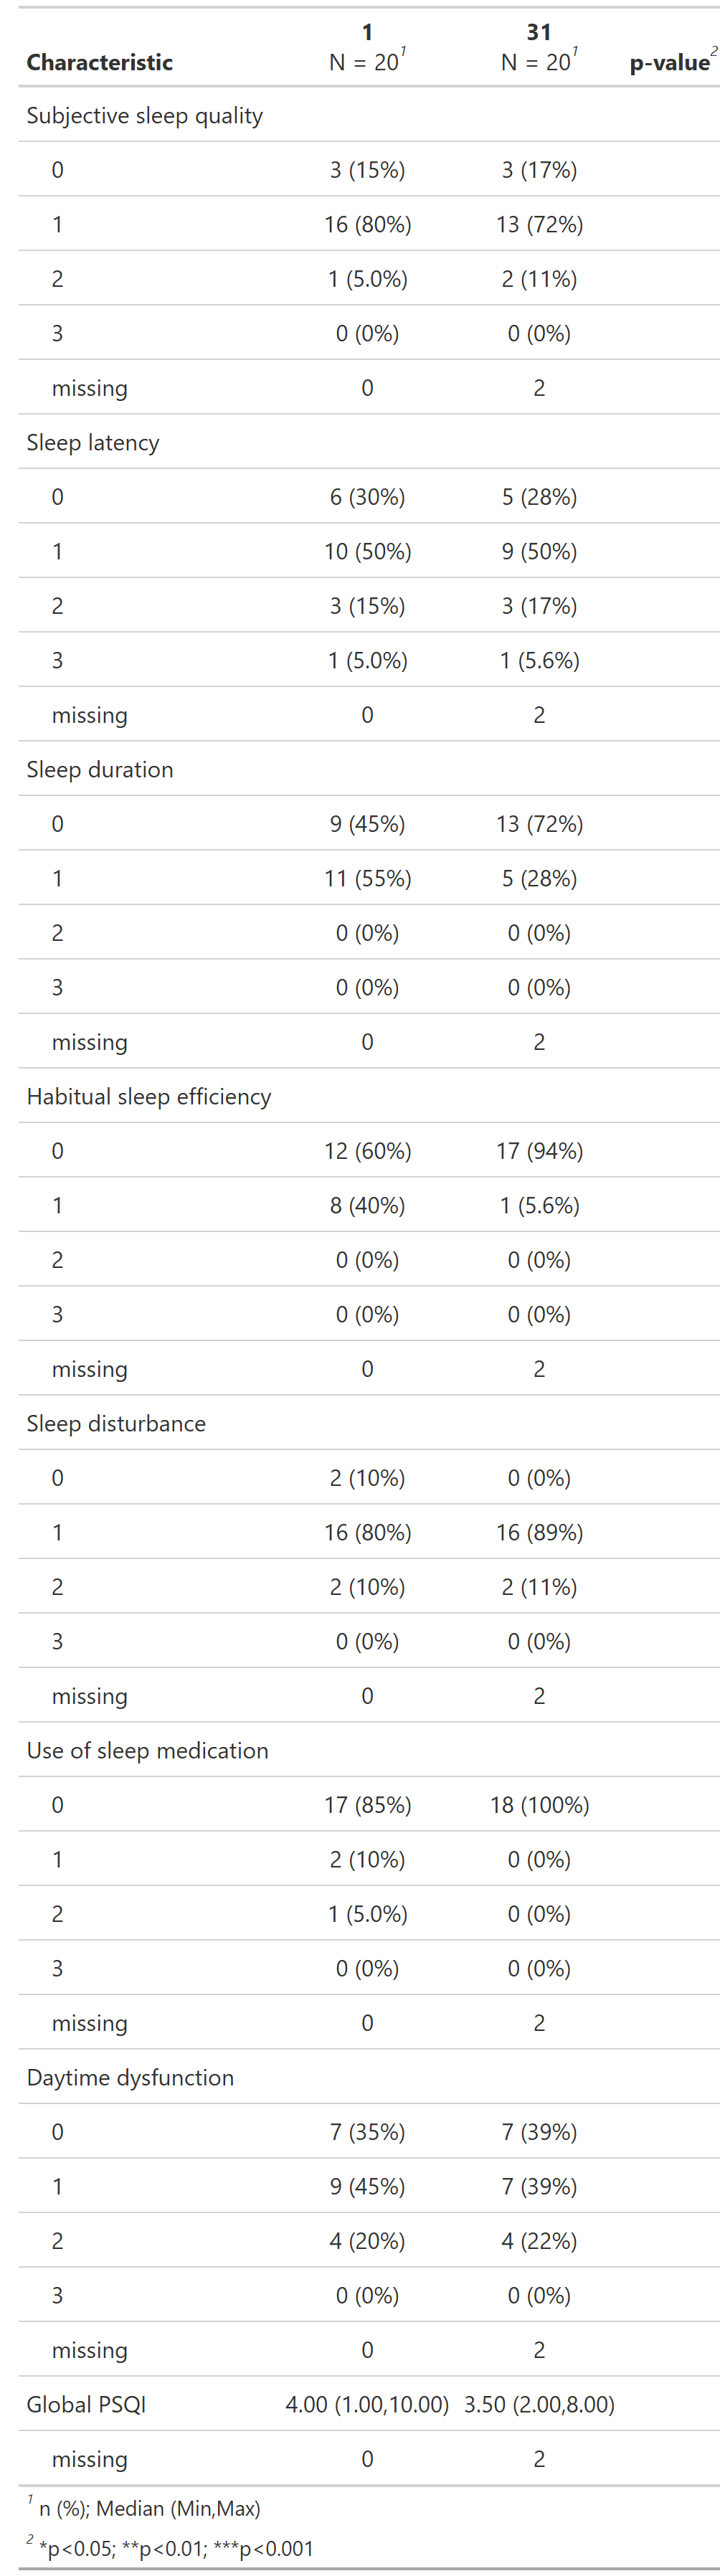 1 31
Characteristic N = 20¹ N = 20¹ p-value²
Subjective sleep quality
0 3 (15%) 3 (17%)
1 16 (80%) 13 (72%)
2 1 (5.0%) 2 (11%)
3 0 (0%) 0 (0%)
missing 0 2
Sleep latency
0 6 (30%) 5 (28%)
1 10 (50%) 9 (50%)
2 3 (15%) 3 (17%)
3 1 (5.0%) 1 (5.6%)
missing 0 2
Sleep duration
0 9 (45%) 13 (72%)
1 11 (55%) 5 (28%)
2 0 (0%) 0 (0%)
3 0 (0%) 0 (0%)
missing 0 2
Habitual sleep efficiency
0 12 (60%) 17 (94%)
1 8 (40%) 1 (5.6%)
2 0 (0%) 0 (0%)
3 0 (0%) 0 (0%)
missing 0 2
Sleep disturbance
0 2 (10%) 0 (0%)
1 16 (80%) 16 (89%)
2 2 (10%) 2 (11%)
3 0 (0%) 0 (0%)
missing 0 2
Use of sleep medication
0 17 (85%) 18 (100%)
1 2 (10%) 0 (0%)
2 1 (5.0%) 0 (0%)
3 0 (0%) 0 (0%)
missing 0 2
Daytime dysfunction
0 7 (35%) 7 (39%)
1 9 (45%) 7 (39%)
2 4 (20%) 4 (22%)
3 0 (0%) 0 (0%)
missing 0 2
Global PSQI 4.00 (1.00,10.00) 3.50 (2.00,8.00)
missing 0 2
¹ n (%); Median (Min,Max)
² *p<0.05; **p<0.01; ***p<0.001